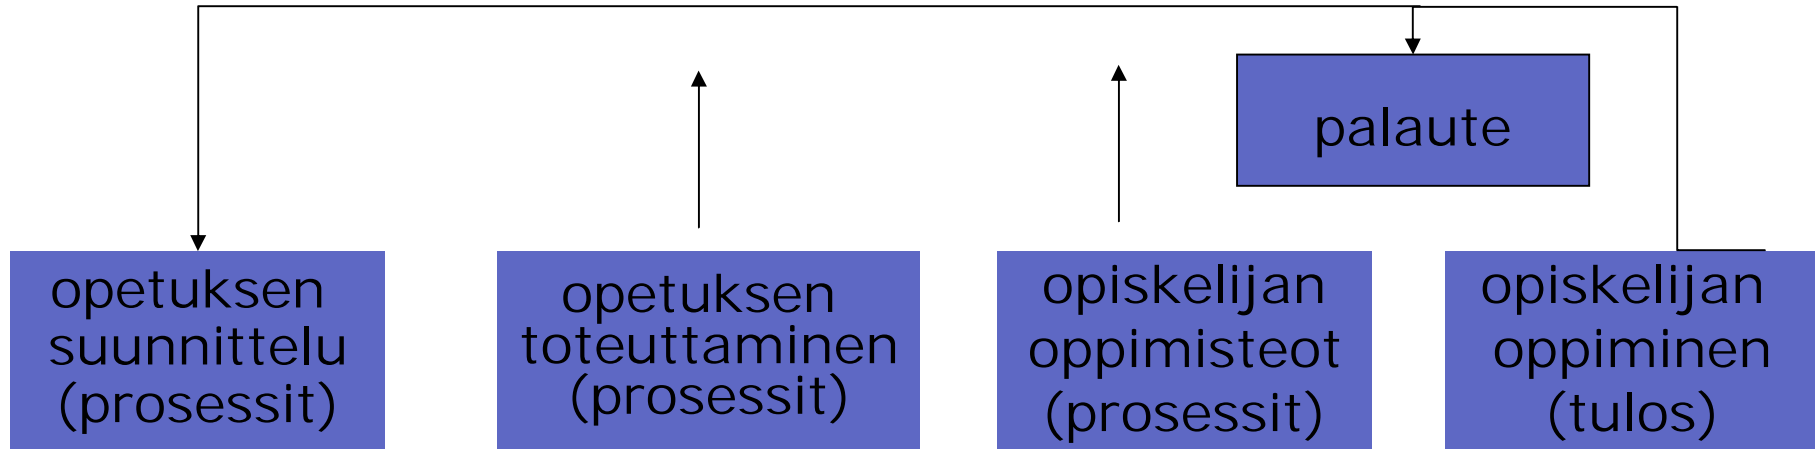 palaute
opetuksen
suunnittelu
(prosessit)
opetuksen
toteuttaminen
(prosessit)
opiskelijan
oppimisteot
(prosessit)
opiskelijan
oppiminen
(tulos)